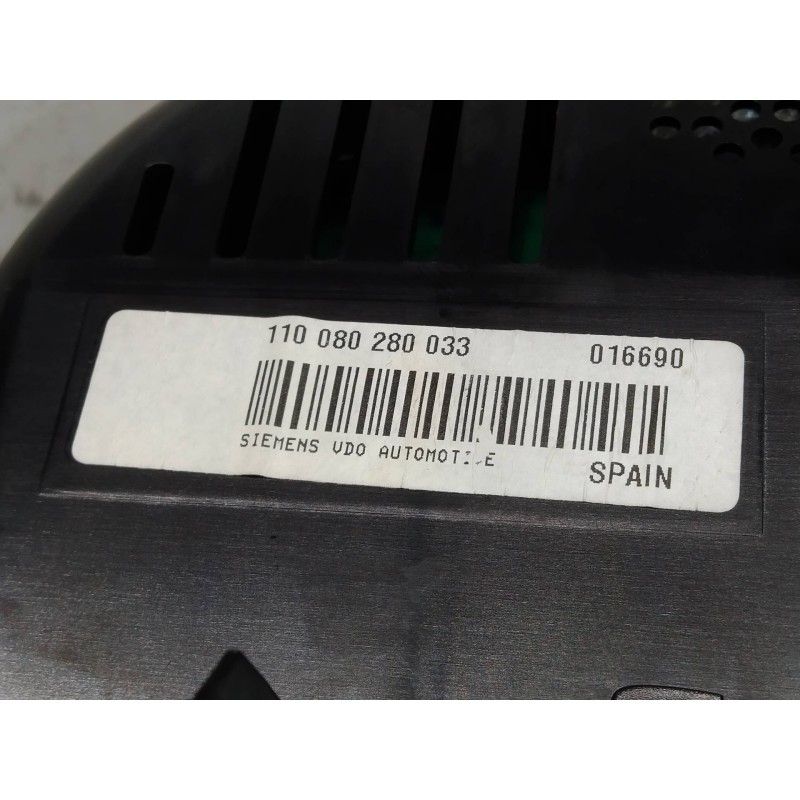 110 080 280 033 016690
SIEMENS VDO AUTOMOTIVE
SPAIN